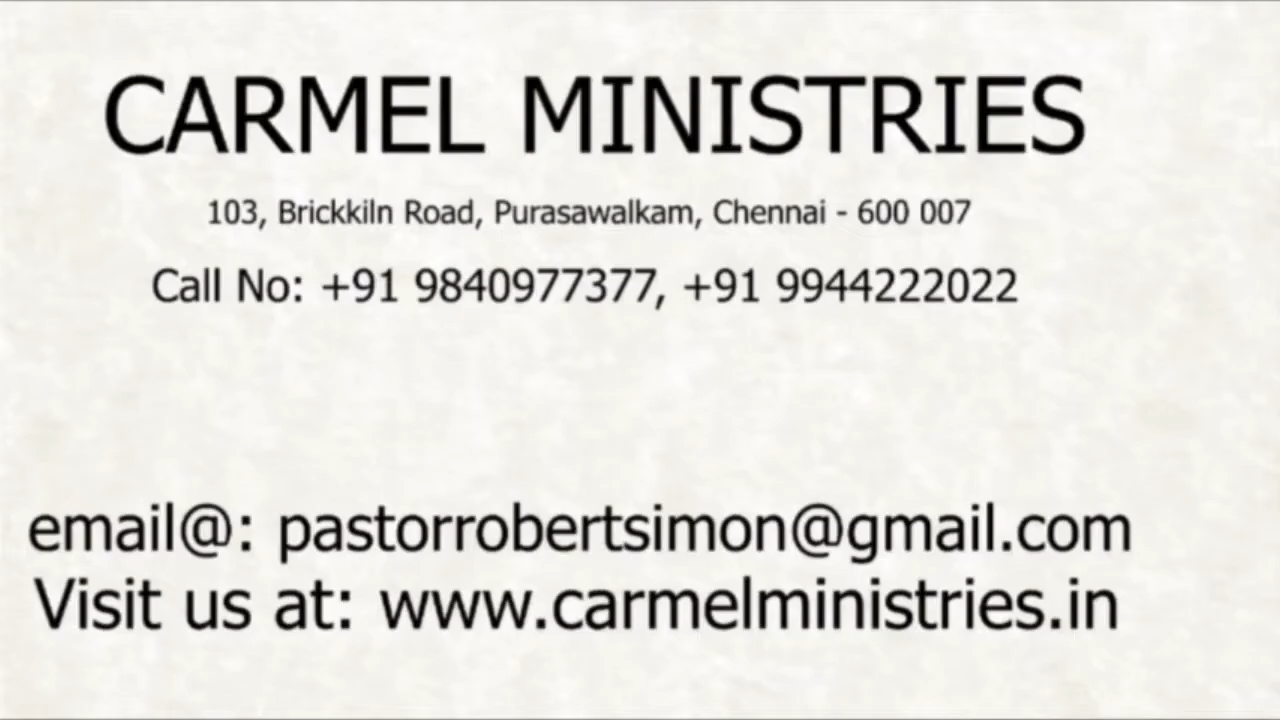 CARMEL MINISTRIES
103, Brickkiln Road, Purasawalkam, Chennai - 600 007
Call No: +91 9840977377, +91 9944222022
email@: pastorrobertsimon@gmail.com
Visit us at: www.carmelministries.in